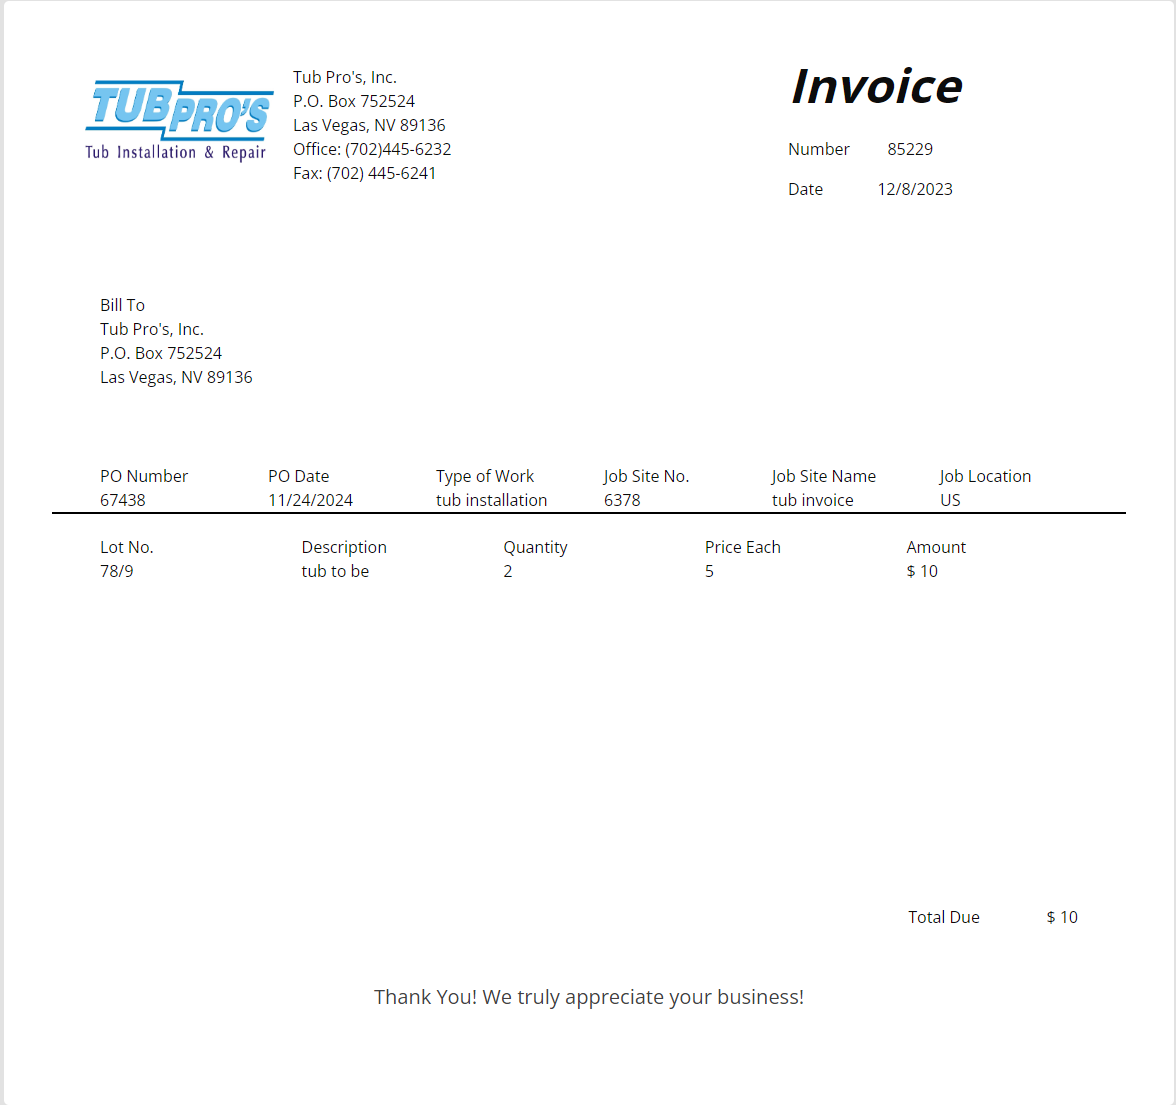 TUB PRO'S
Tub Installation & Repair
Tub Pro's, Inc.
P.O. Box 752524
Las Vegas, NV 89136
Office: (702)445-6232
Fax: (702) 445-6241
Invoice
Number 85229
Date 12/8/2023
Bill To
Tub Pro's, Inc.
P.O. Box 752524
Las Vegas, NV 89136
PO Number PO Date Type of Work Job Site No. Job Site Name Job Location
67438 11/24/2024 tub installation 6378 tub invoice US
Lot No. Description Quantity Price Each Amount
78/9 tub to be 2 5 $ 10
Total Due $ 10
Thank You! We truly appreciate your business!